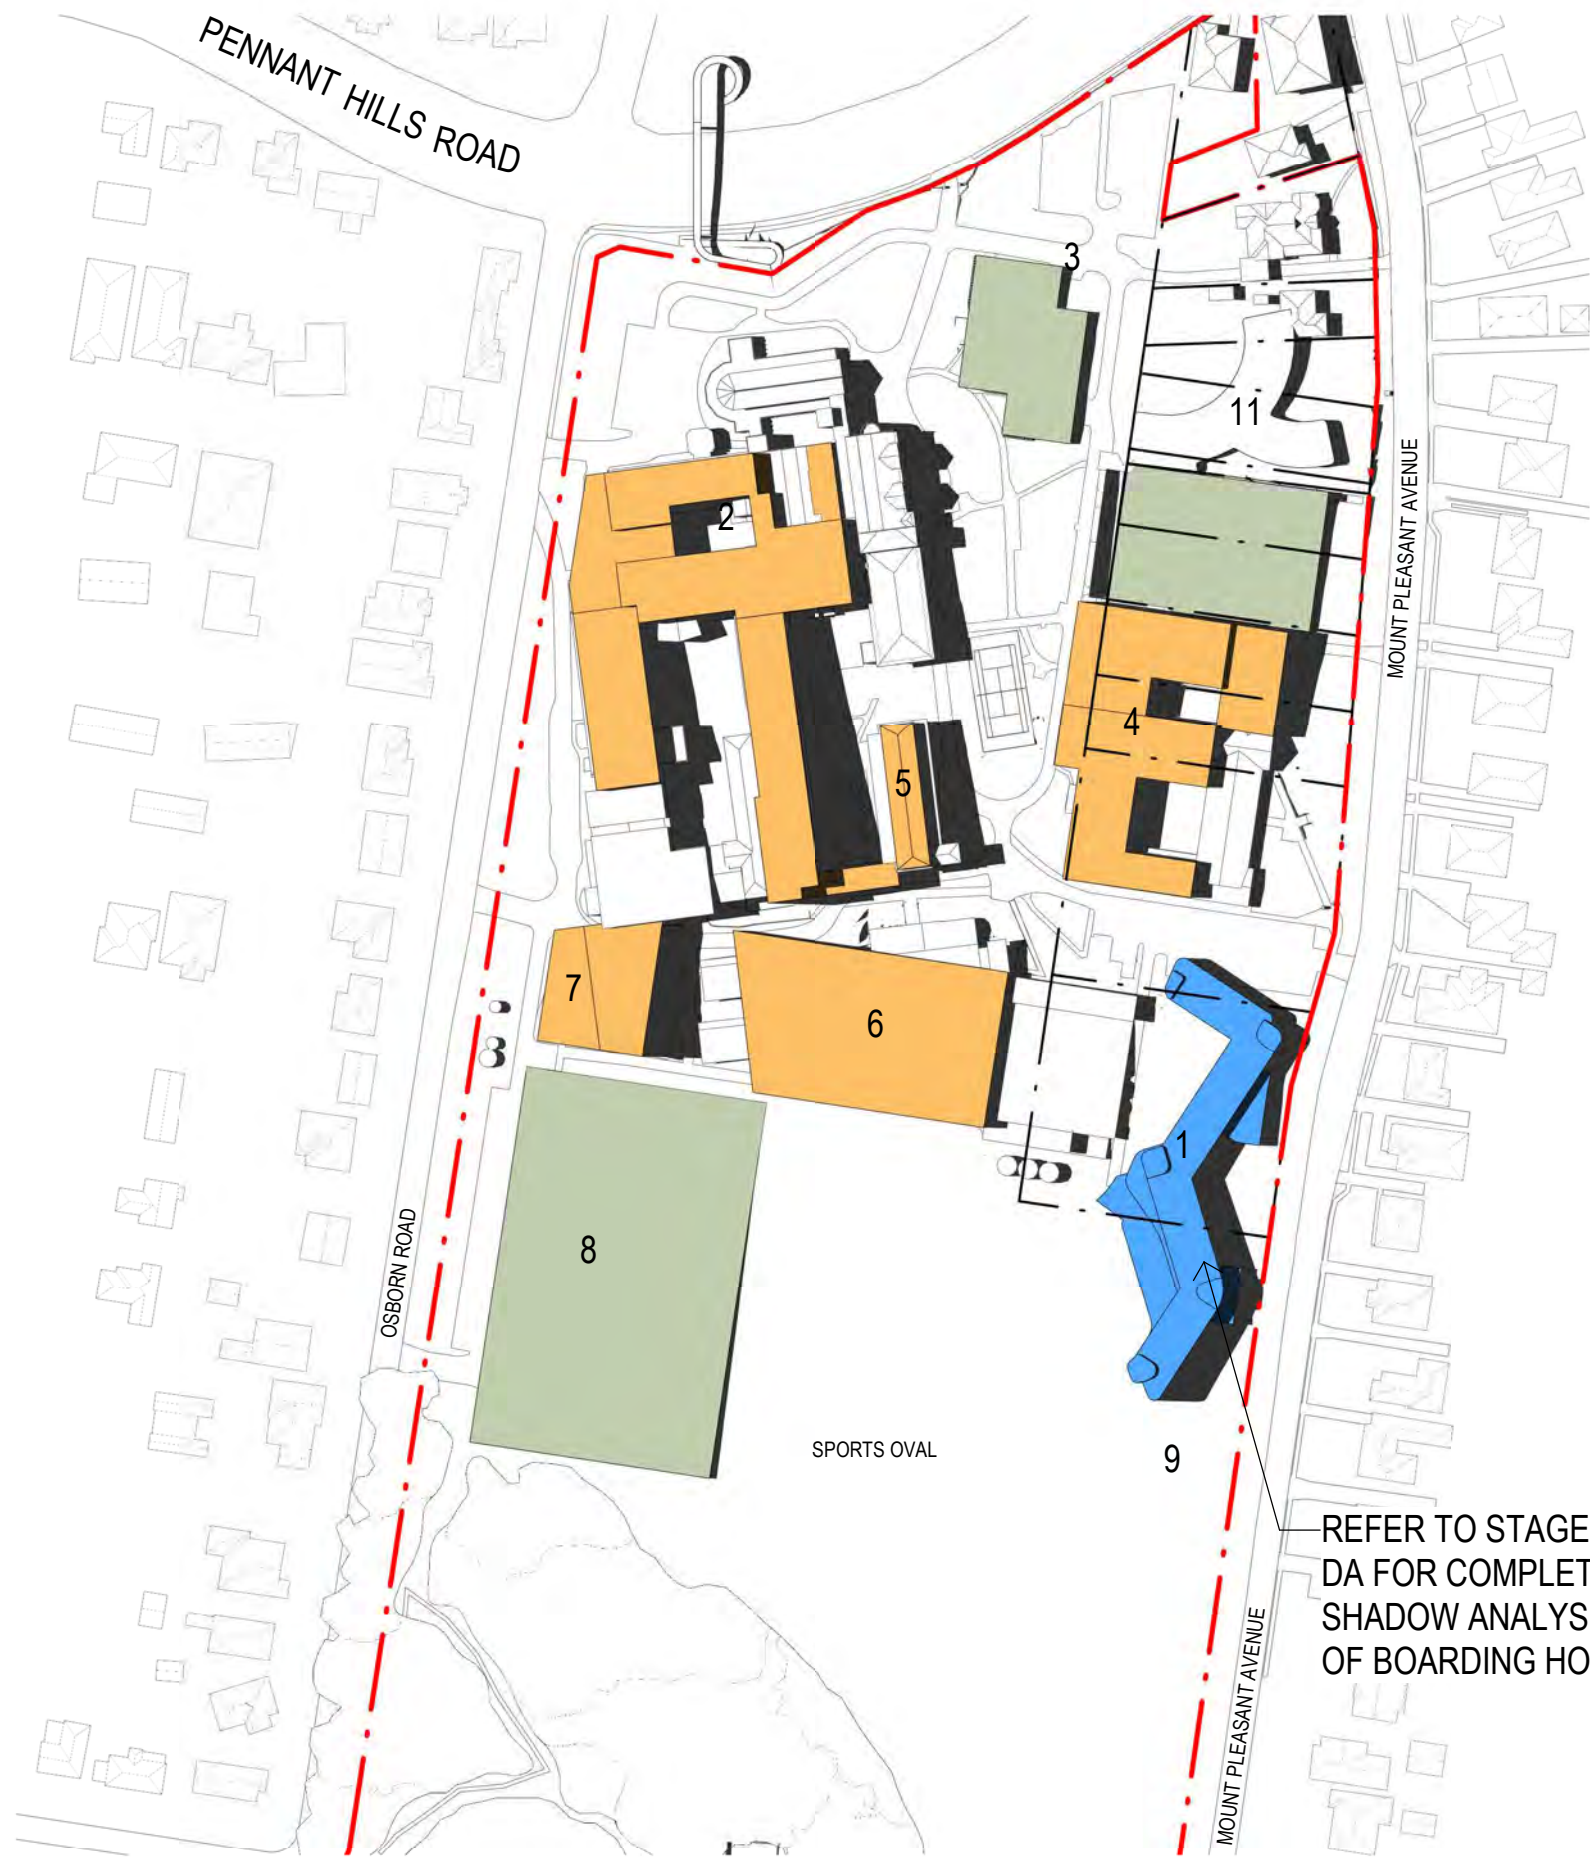 PENNANT HILLS ROAD
3
11
MOUNT PLEASANT AVENUE
2
4
5
7
6
1
8
OSBORN ROAD
SPORTS OVAL
9
REFER TO STAGE
DA FOR COMPLET
SHADOW ANALYS
OF BOARDING HO
MOUNT PLEASANT AVENUE